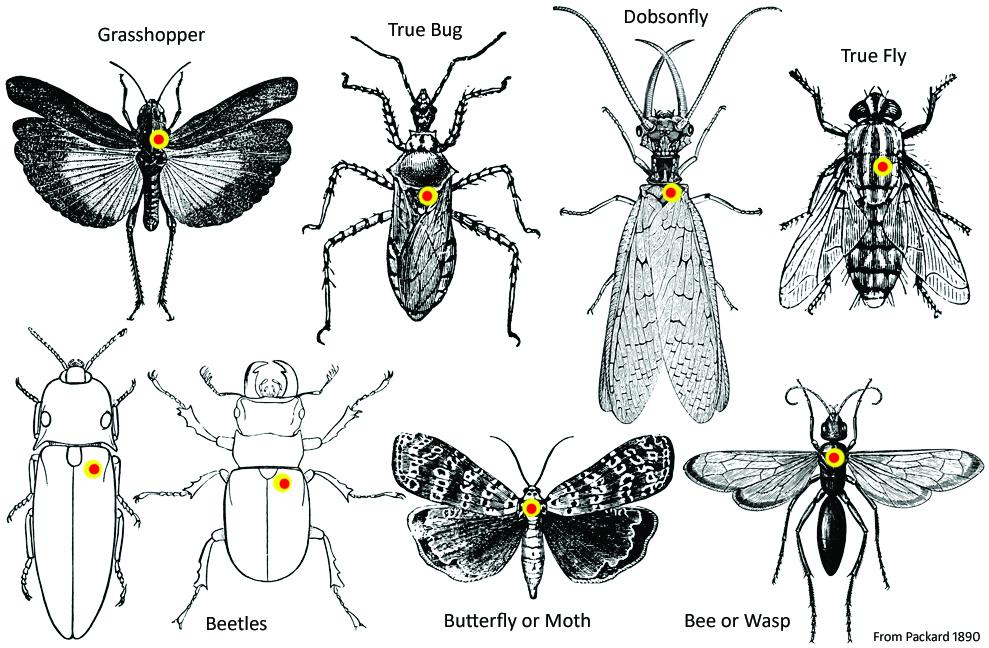 Grasshopper
True Bug
Dobsonfly
True Fly
Beetles
Butterfly or Moth
Bee or Wasp
From Packard 1890